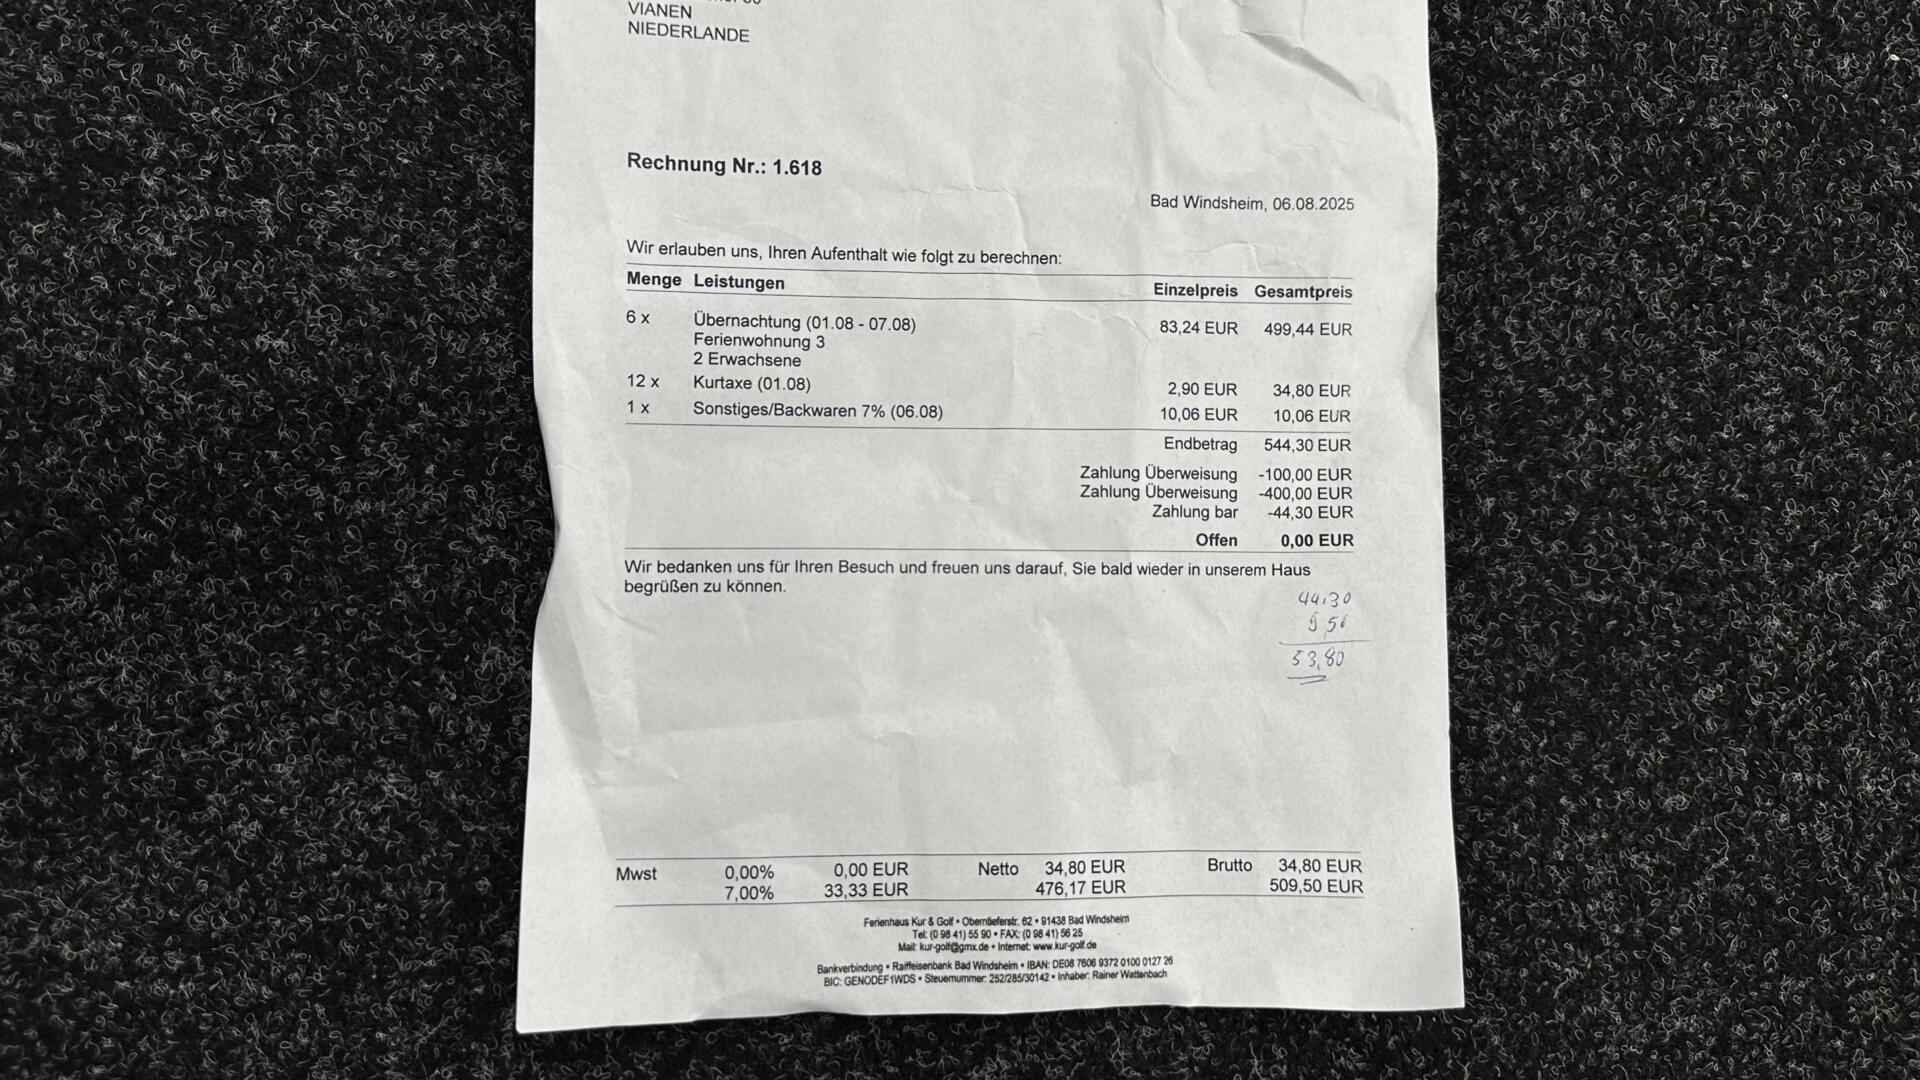 VIANEN
NIEDERLANDE
Rechnung Nr.: 1.618
Bad Windsheim, 06.08.2025
Wir erlauben uns, Ihren Aufenthalt wie folgt zu berechnen:
Menge Leistungen Einzelpreis Gesamtpreis
6 x Übernachtung (01.08 - 07.08) 83,24 EUR 499,44 EUR
Ferienwohnung 3
2 Erwachsene
12 x Kurtaxe (01.08) 2,90 EUR 34,80 EUR
1 x Sonstiges/Backwaren 7% (06.08) 10,06 EUR 10,06 EUR
Endbetrag 544,30 EUR
Zahlung Überweisung -100,00 EUR
Zahlung Überweisung -400,00 EUR
Zahlung bar -44,30 EUR
Offen 0,00 EUR
Wir bedanken uns für Ihren Besuch und freuen uns darauf, Sie bald wieder in unserem Haus
begrüßen zu können.
44,30
53,80
Mwst 0,00% 0,00 EUR Netto 34,80 EUR Brutto 34,80 EUR
7,00% 33,33 EUR 476,17 EUR 509,50 EUR
Ferienhaus Kur & Golf • Oberntieferstr. 62 • 91438 Bad Windsheim
Tel: (0 98 41) 55 90 • FAX: (0 98 41) 56 25
Mail: kur-golf@gmx.de • Internet: www.kur-golf.de
Bankverbindung • Raiffeisenbank Bad Windsheim • IBAN: DE08 7606 9372 0100 0127 26
BIC: GENODEF1WDS • Steuernummer: 252/285/30142 • Inhaber: Rainer Wattenbach